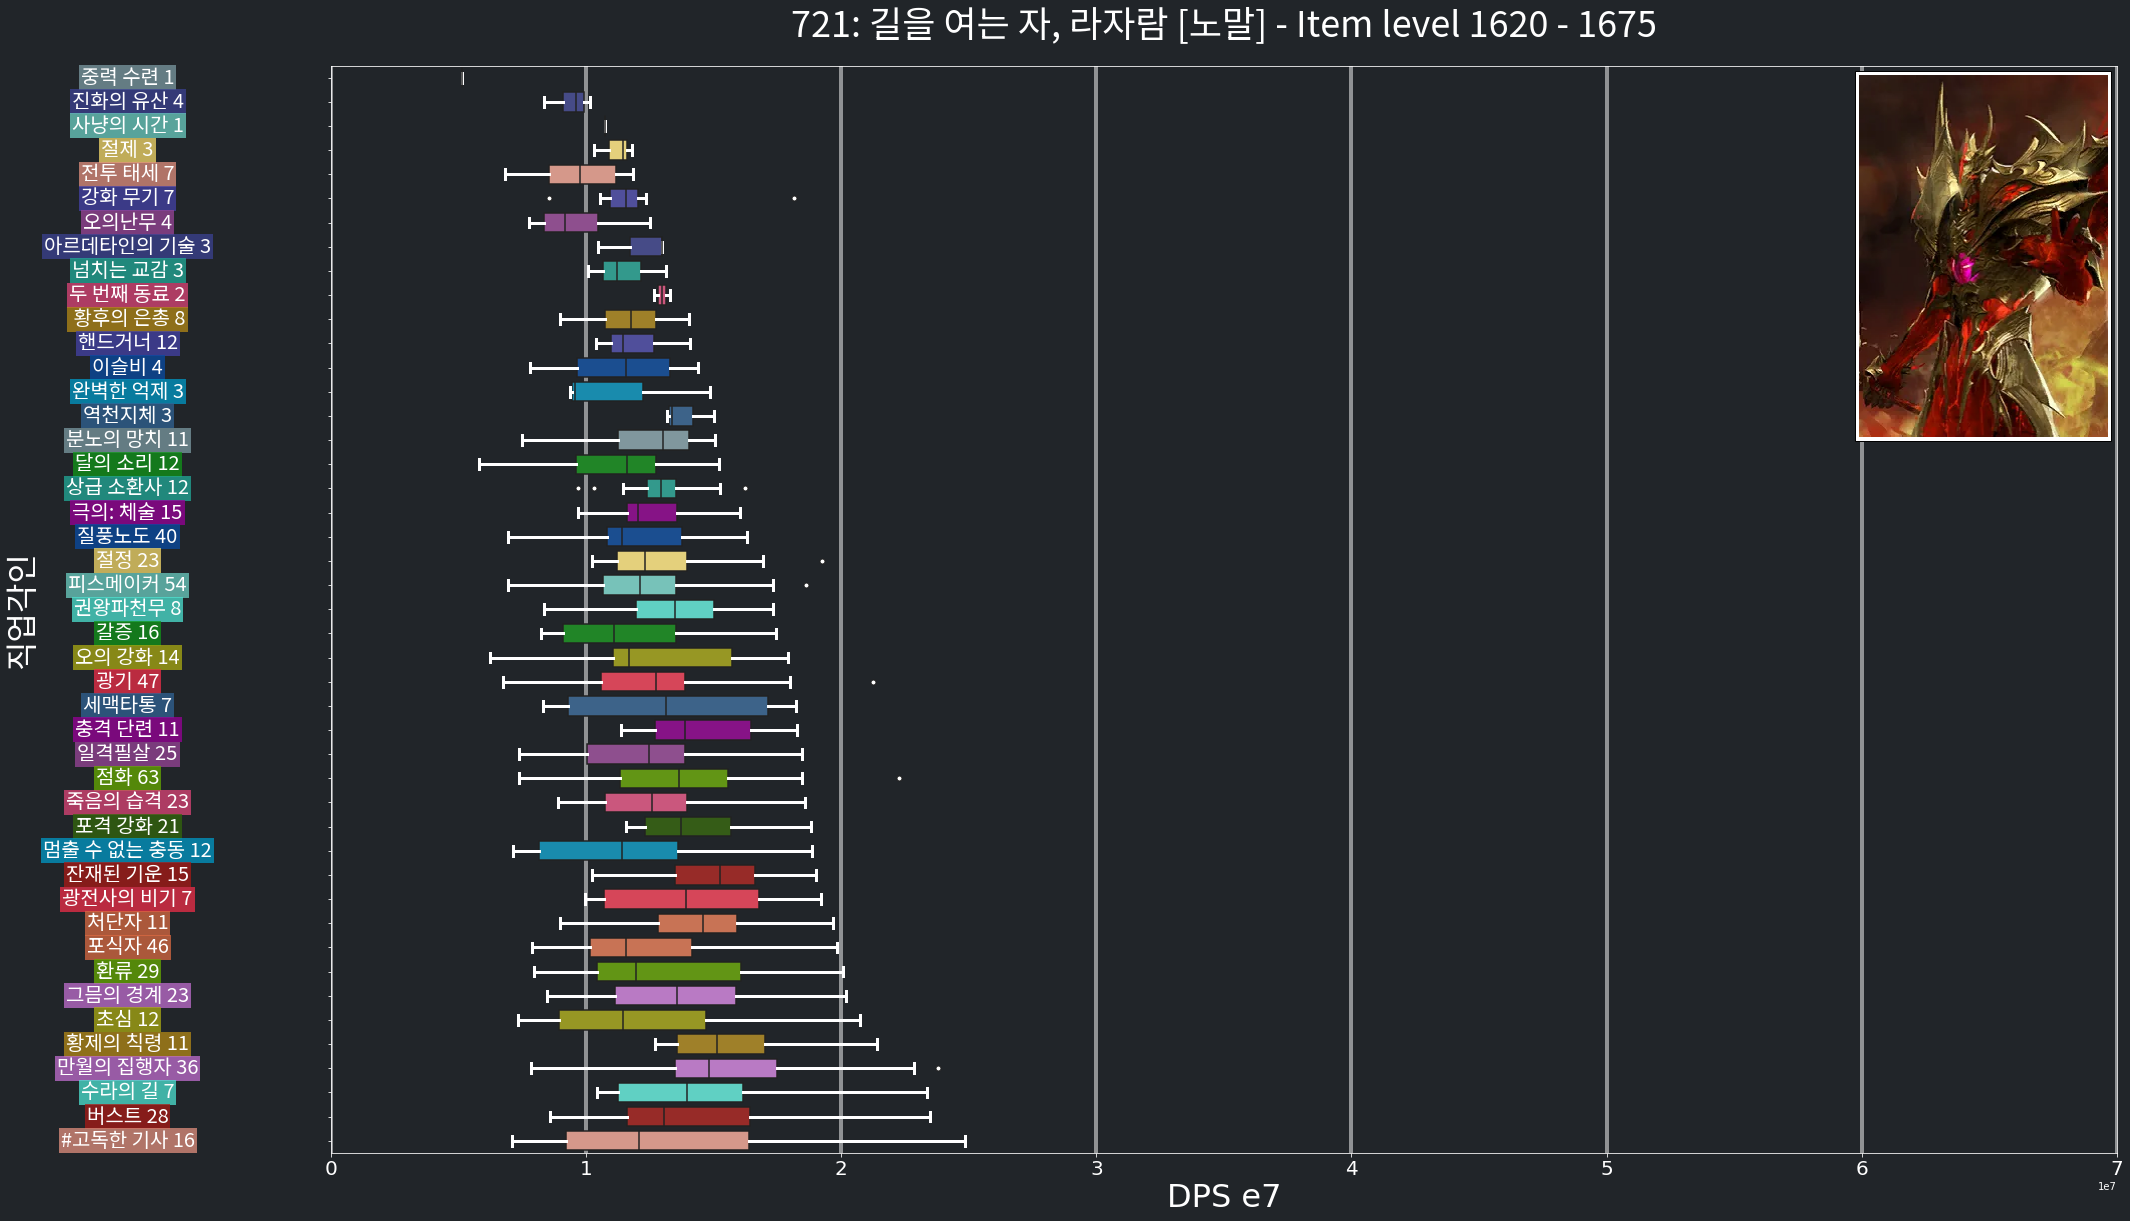 721: 길을 여는 자, 라자람 [노말] - Item level 1620 - 1675
직업각인
중력 수련 1
진화의 유산 4
사냥의 시간 1
절제 3
전투 태세 7
강화 무기 7
오의난무 4
아르데타인의 기술 3
넘치는 교감 3
두 번째 동료 2
황후의 은총 8
핸드거너 12
이슬비 4
완벽한 억제 3
역천지체 3
분노의 망치 11
달의 소리 12
상급 소환사 12
극의: 체술 15
질풍노도 40
절정 23
피스메이커 54
권왕파천무 8
갈증 16
오의 강화 14
광기 47
세맥타통 7
충격 단련 11
일격필살 25
점화 63
죽음의 습격 23
포격 강화 21
멈출 수 없는 충동 12
잔재된 기운 15
광전사의 비기 7
처단자 11
포식자 46
환류 29
그믐의 경계 23
초심 12
황제의 칙령 11
만월의 집행자 36
수라의 길 7
버스트 28
#고독한 기사 16
0 1 2 3 4 5 6 7
DPS e7
1e7